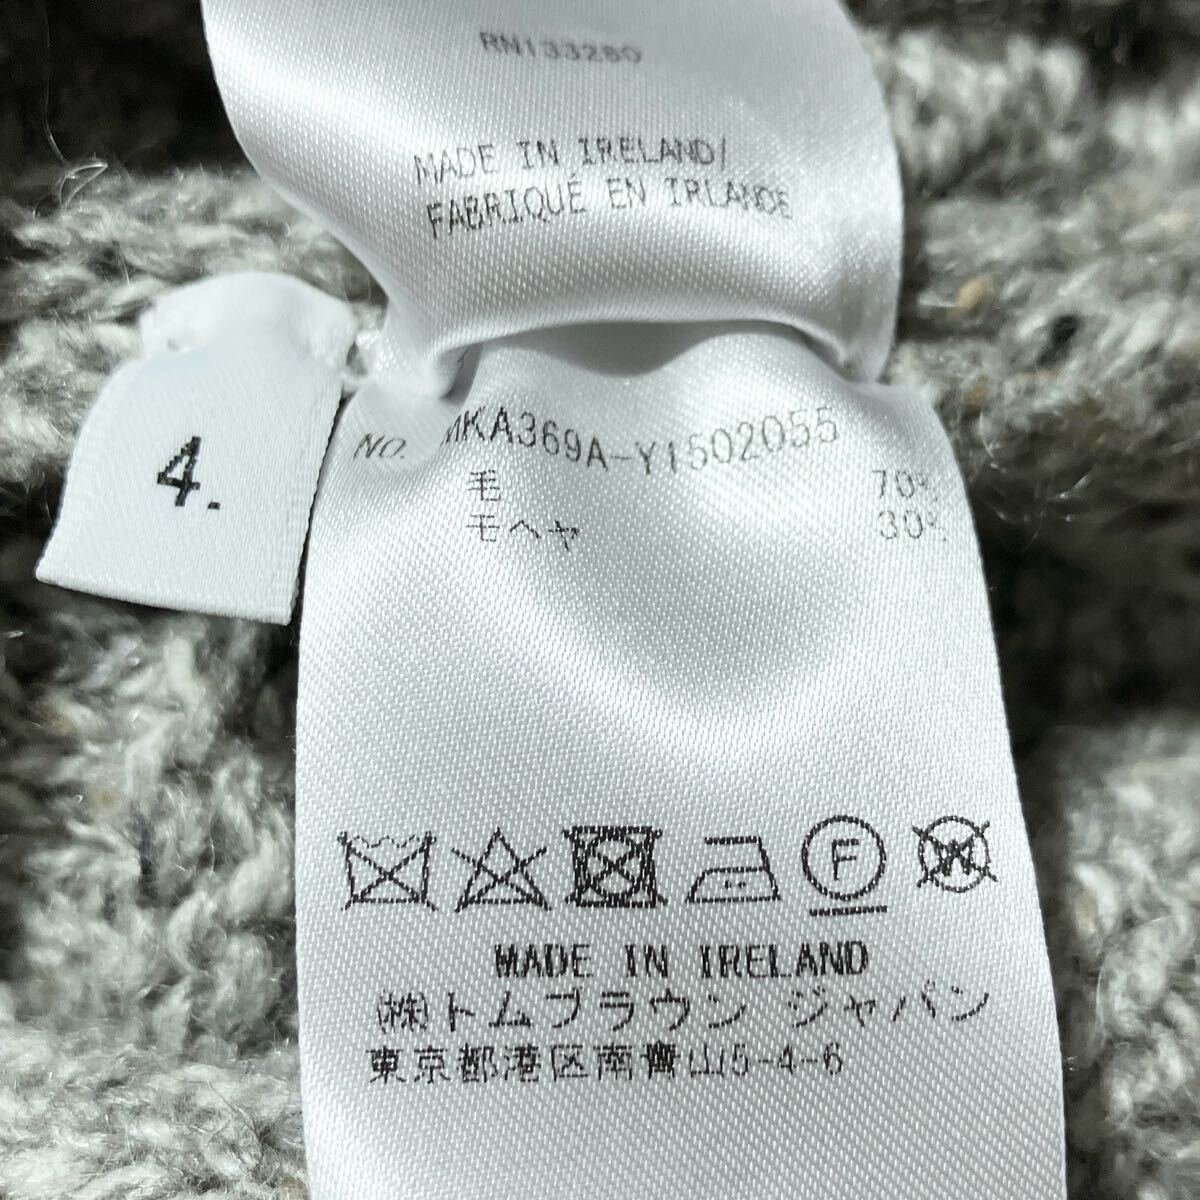 RN133280
MADE IN IRELAND/
FABRIQUÉ EN IRLANDE
4.
NO. MKA369A-Y1502055
毛 70%
モヘヤ 30%
F
W
MADE IN IRELAND
(株)トムブラウン ジャパン
東京都港区南青山5-4-6